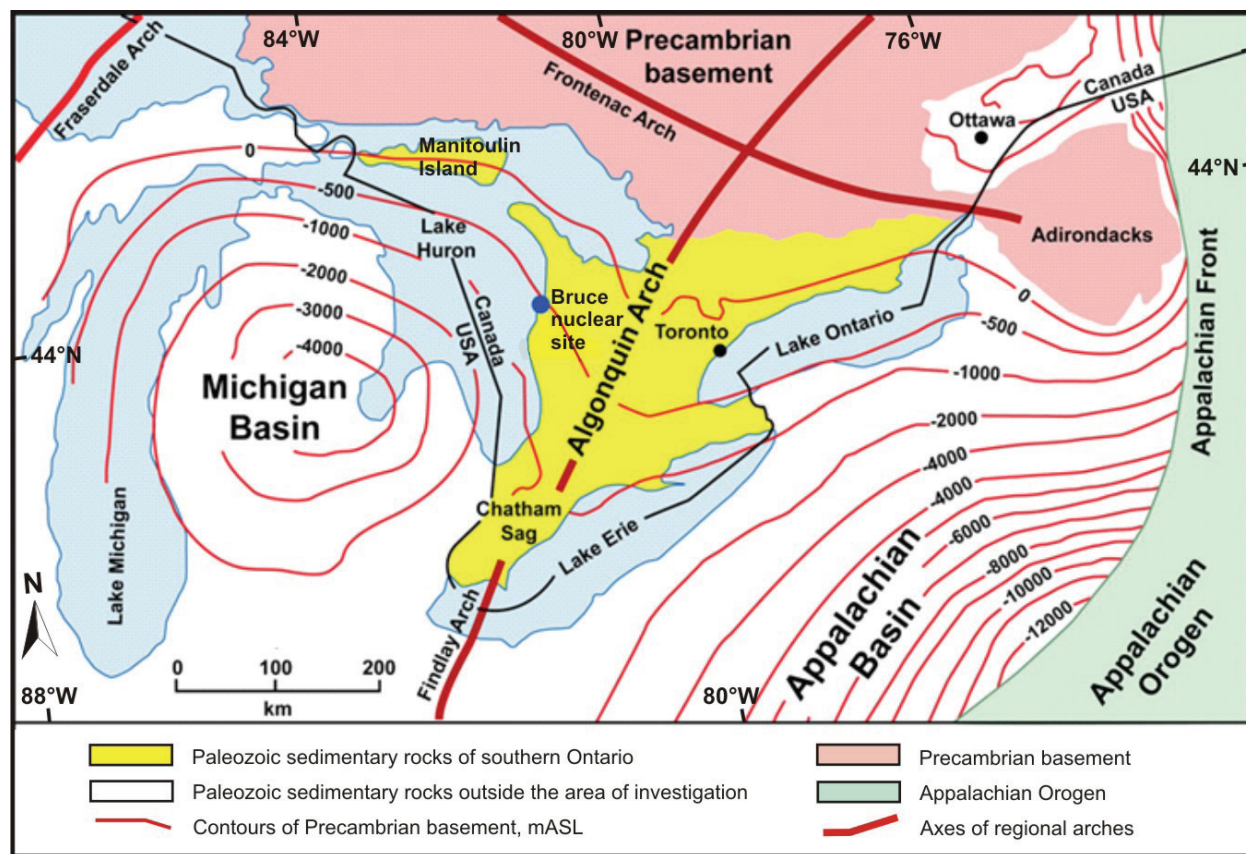 84°W
80°W
76°W
Fraserdale Arch
Precambrian
basement
Frontenac Arch
Canada
USA
Ottawa
Manitoulin
Island
0
44°N
-500
-1000
-2000
-3000
-4000
Lake
Huron
Adirondacks
Canada
USA
Bruce
nuclear
site
Algonquin Arch
Toronto
Lake Ontario
0
-500
-1000
-2000
-4000
-4000
-6000
-8000
-10000
-12000
Appalachian Front
44°N
Michigan
Basin
Lake Michigan
Chatham
Sag
Lake Erie
Findlay Arch
Appalachian
Basin
Appalachian
Orogen
N
0 100 200
km
88°W
80°W
Paleozoic sedimentary rocks of southern Ontario
Precambrian basement
Paleozoic sedimentary rocks outside the area of investigation
Appalachian Orogen
Contours of Precambrian basement, mASL
Axes of regional arches